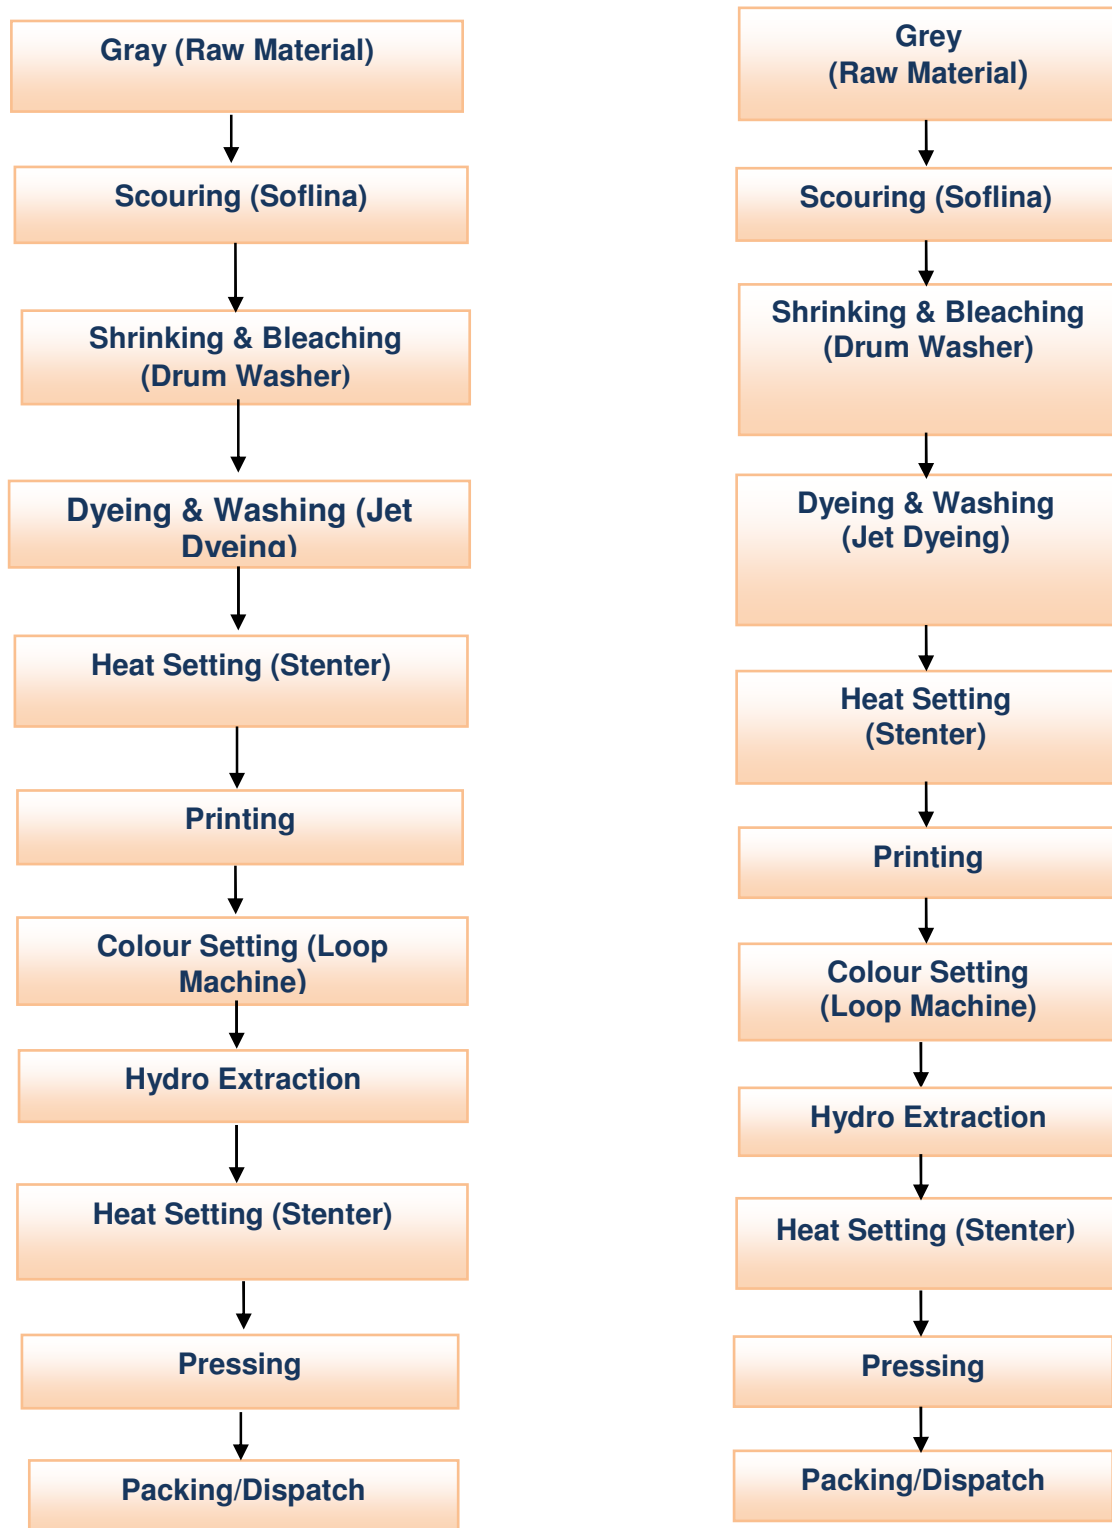 Gray (Raw Material)
Scouring (Soflina)
Shrinking & Bleaching
(Drum Washer)
Dyeing & Washing (Jet
Dyeing)
Heat Setting (Stenter)
Printing
Colour Setting (Loop
Machine)
Hydro Extraction
Heat Setting (Stenter)
Pressing
Packing/Dispatch
Grey
(Raw Material)
Scouring (Soflina)
Shrinking & Bleaching
(Drum Washer)
Dyeing & Washing
(Jet Dyeing)
Heat Setting
(Stenter)
Printing
Colour Setting
(Loop Machine)
Hydro Extraction
Heat Setting (Stenter)
Pressing
Packing/Dispatch